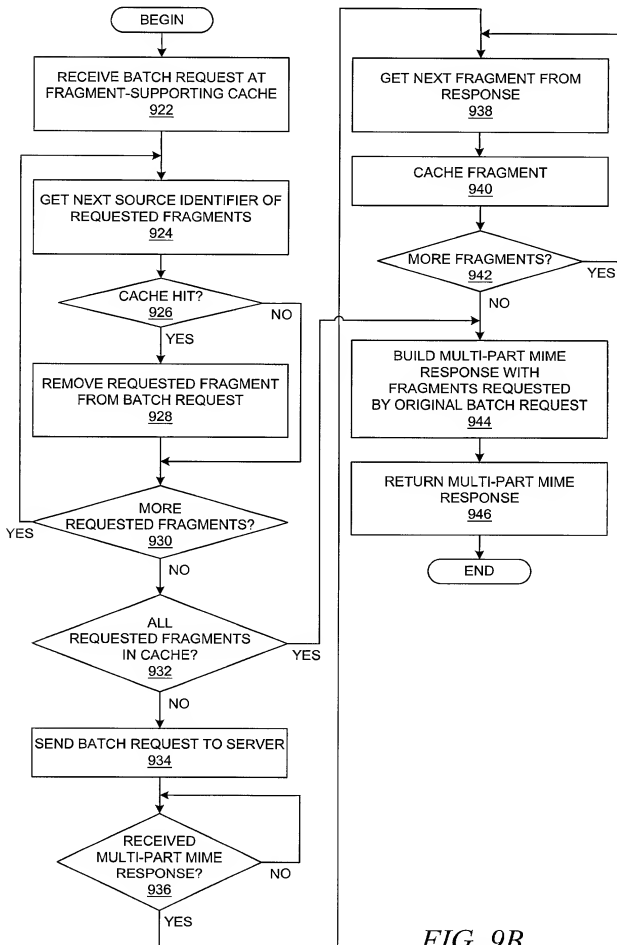 BEGIN
RECEIVE BATCH REQUEST AT
FRAGMENT-SUPPORTING CACHE
922
GET NEXT SOURCE IDENTIFIER OF
REQUESTED FRAGMENTS
924
CACHE HIT?
926
NO
YES
REMOVE REQUESTED FRAGMENT
FROM BATCH REQUEST
928
MORE
REQUESTED FRAGMENTS?
930
YES
NO
ALL
REQUESTED FRAGMENTS
IN CACHE?
932
YES
NO
SEND BATCH REQUEST TO SERVER
934
RECEIVED
MULTI-PART MIME
RESPONSE?
936
NO
YES
GET NEXT FRAGMENT FROM
RESPONSE
938
CACHE FRAGMENT
940
MORE FRAGMENTS?
942
YES
NO
BUILD MULTI-PART MIME
RESPONSE WITH
FRAGMENTS REQUESTED
BY ORIGINAL BATCH REQUEST
944
RETURN MULTI-PART MIME
RESPONSE
946
END
FIG. 9B